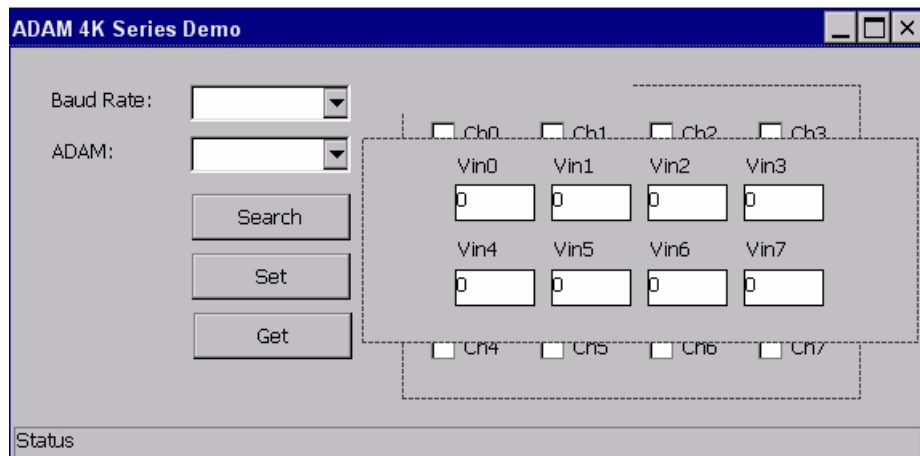 ADAM 4K Series Demo
Baud Rate:
ADAM:
Search
Set
Get
Ch0 Ch1 Ch2 Ch3
Vin0 Vin1 Vin2 Vin3
0 0 0 0
Vin4 Vin5 Vin6 Vin7
0 0 0 0
Ch4 Ch5 Ch6 Ch7
Status